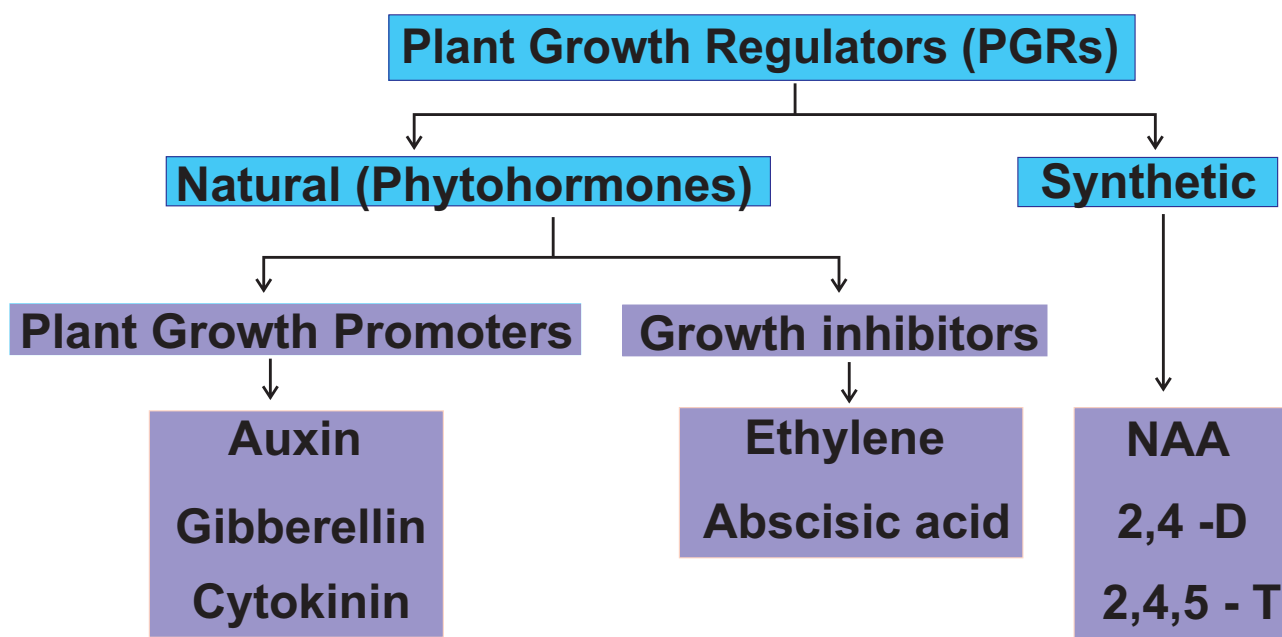 Plant Growth Regulators (PGRs)
Natural (Phytohormones)
Synthetic
Plant Growth Promoters
Growth inhibitors
Auxin
Gibberellin
Cytokinin
Ethylene
Abscisic acid
NAA
2,4 -D
2,4,5 - T